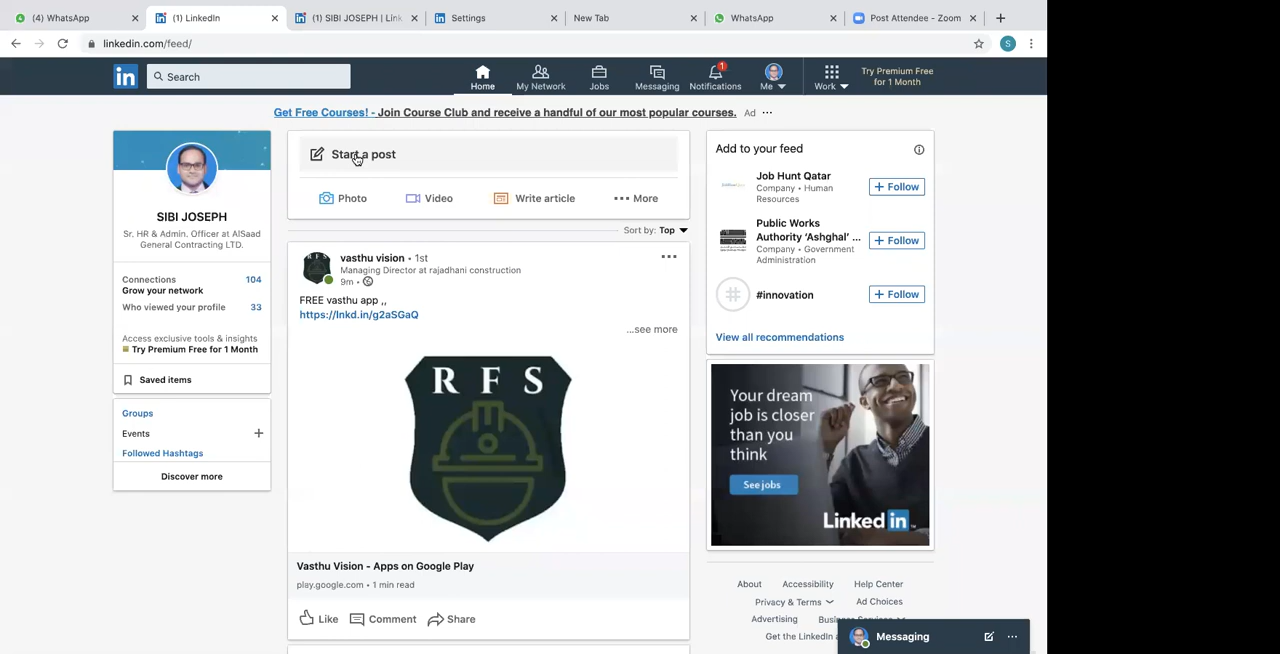 (4) WhatsApp
(1) LinkedIn
(1) SIBI JOSEPH | Link
Settings
New Tab
WhatsApp
Post Attendee - Zoom
linkedin.com/feed/
S
in
Search
Home
My Network
Jobs
Messaging
1
Notifications
Me
Work
Try Premium Free
for 1 Month
Get Free Courses! - Join Course Club and receive a handful of our most popular courses. Ad
SIBI JOSEPH
Sr. HR & Admin. Officer at AlSaad
General Contracting LTD.
Connections 104
Grow your network
Who viewed your profile 33
Access exclusive tools & insights
Try Premium Free for 1 Month
Saved items
Groups
Events
Followed Hashtags
Discover more
Start a post
Photo
Video
Write article
More
Sort by: Top
vasthu vision • 1st
Managing Director at rajadhani construction
9m •
FREE vasthu app ,,
https://lnkd.in/g2aSGaQ
...see more
R F S
Vasthu Vision - Apps on Google Play
play.google.com • 1 min read
Like
Comment
Share
Add to your feed
Job Hunt Qatar
Company • Human
Resources
+ Follow
Public Works
Authority ‘Ashghal’ ...
Company • Government
Administration
+ Follow
#innovation
+ Follow
View all recommendations
Your dream
job is closer
than you
think
See jobs
Linked in
About
Accessibility
Help Center
Privacy & Terms
Ad Choices
Advertising
Get the LinkedIn
Messaging